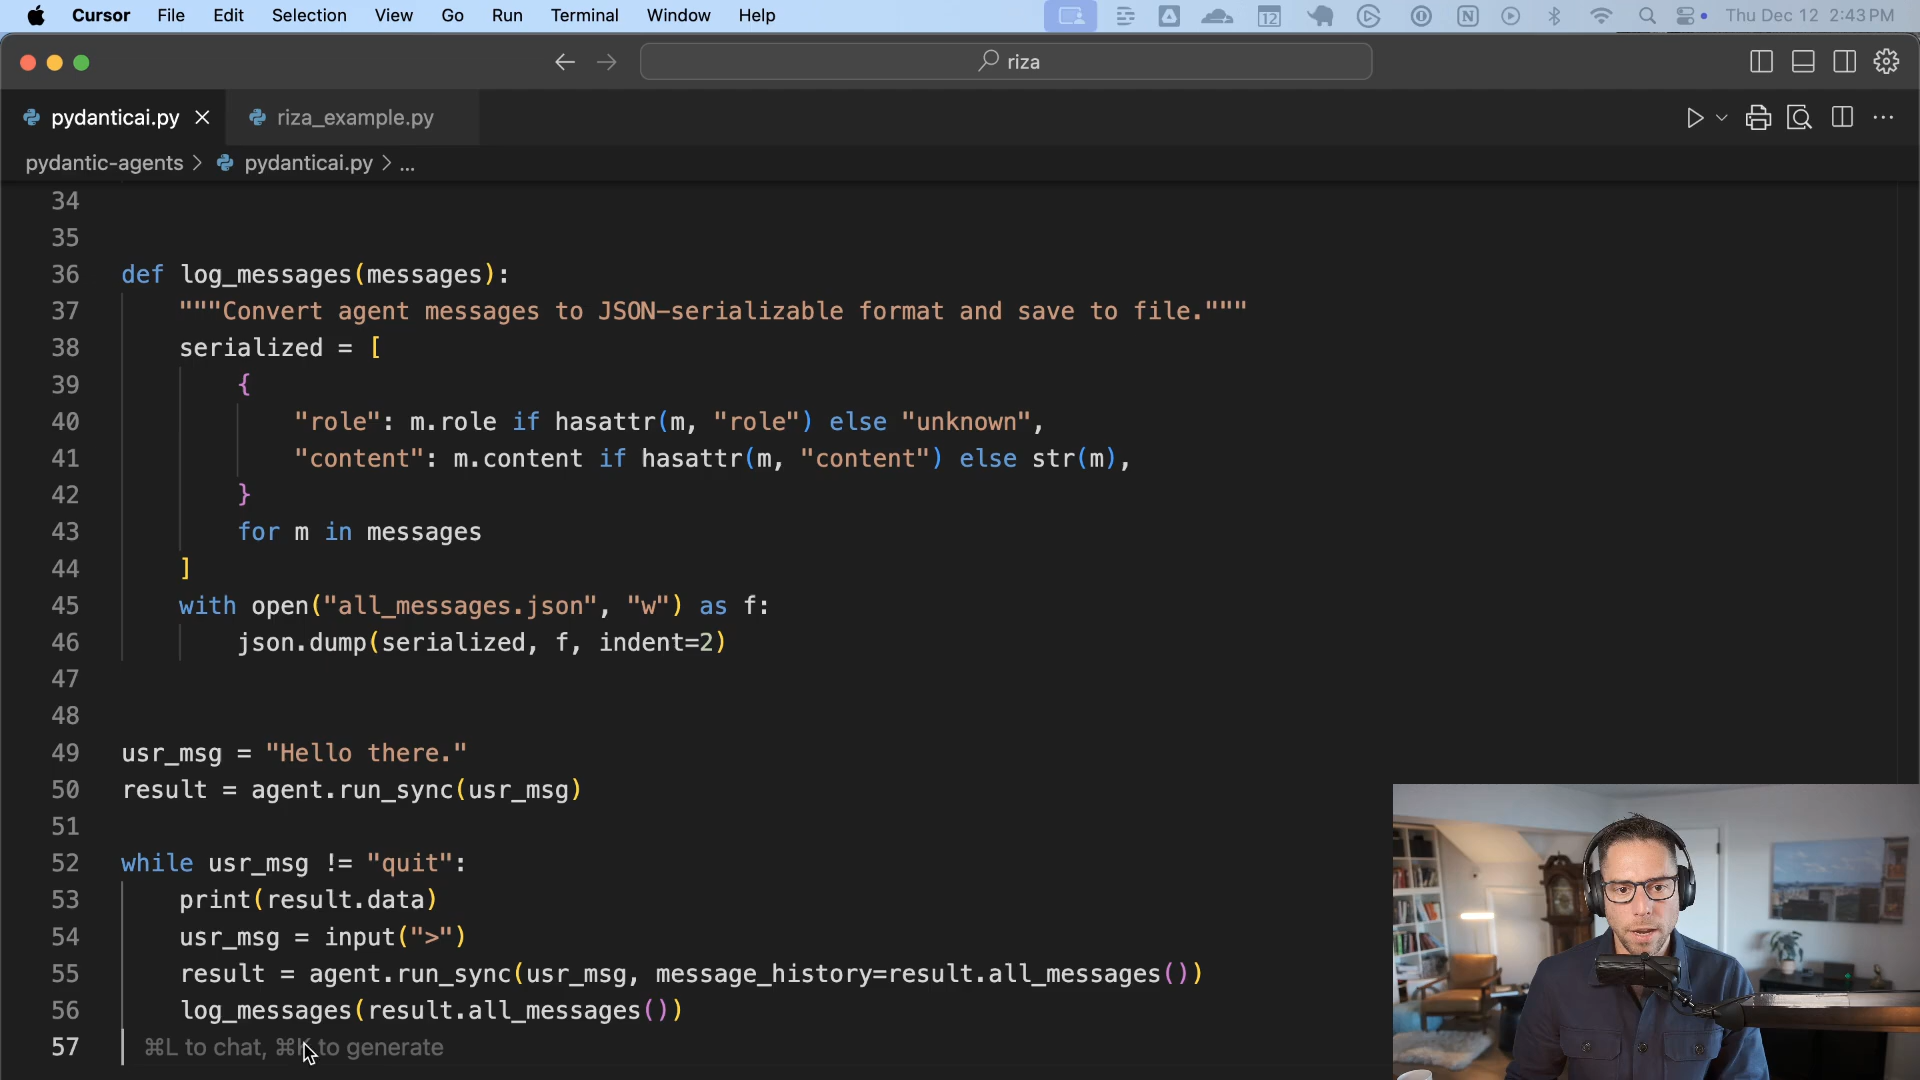 Cursor File Edit Selection View Go Run Terminal Window Help 12 Thu Dec 12 2:43 PM
riza
pydanticai.py riza_example.py
pydantic-agents > pydanticai.py > ...
34
35
36 def log_messages(messages):
37 """Convert agent messages to JSON-serializable format and save to file."""
38 serialized = [
39 {
40 "role": m.role if hasattr(m, "role") else "unknown",
41 "content": m.content if hasattr(m, "content") else str(m),
42 }
43 for m in messages
44 ]
45 with open("all_messages.json", "w") as f:
46 json.dump(serialized, f, indent=2)
47
48
49 usr_msg = "Hello there."
50 result = agent.run_sync(usr_msg)
51
52 while usr_msg != "quit":
53 print(result.data)
54 usr_msg = input(">")
55 result = agent.run_sync(usr_msg, message_history=result.all_messages())
56 log_messages(result.all_messages())
57 ⌘L to chat, ⌘K to generate